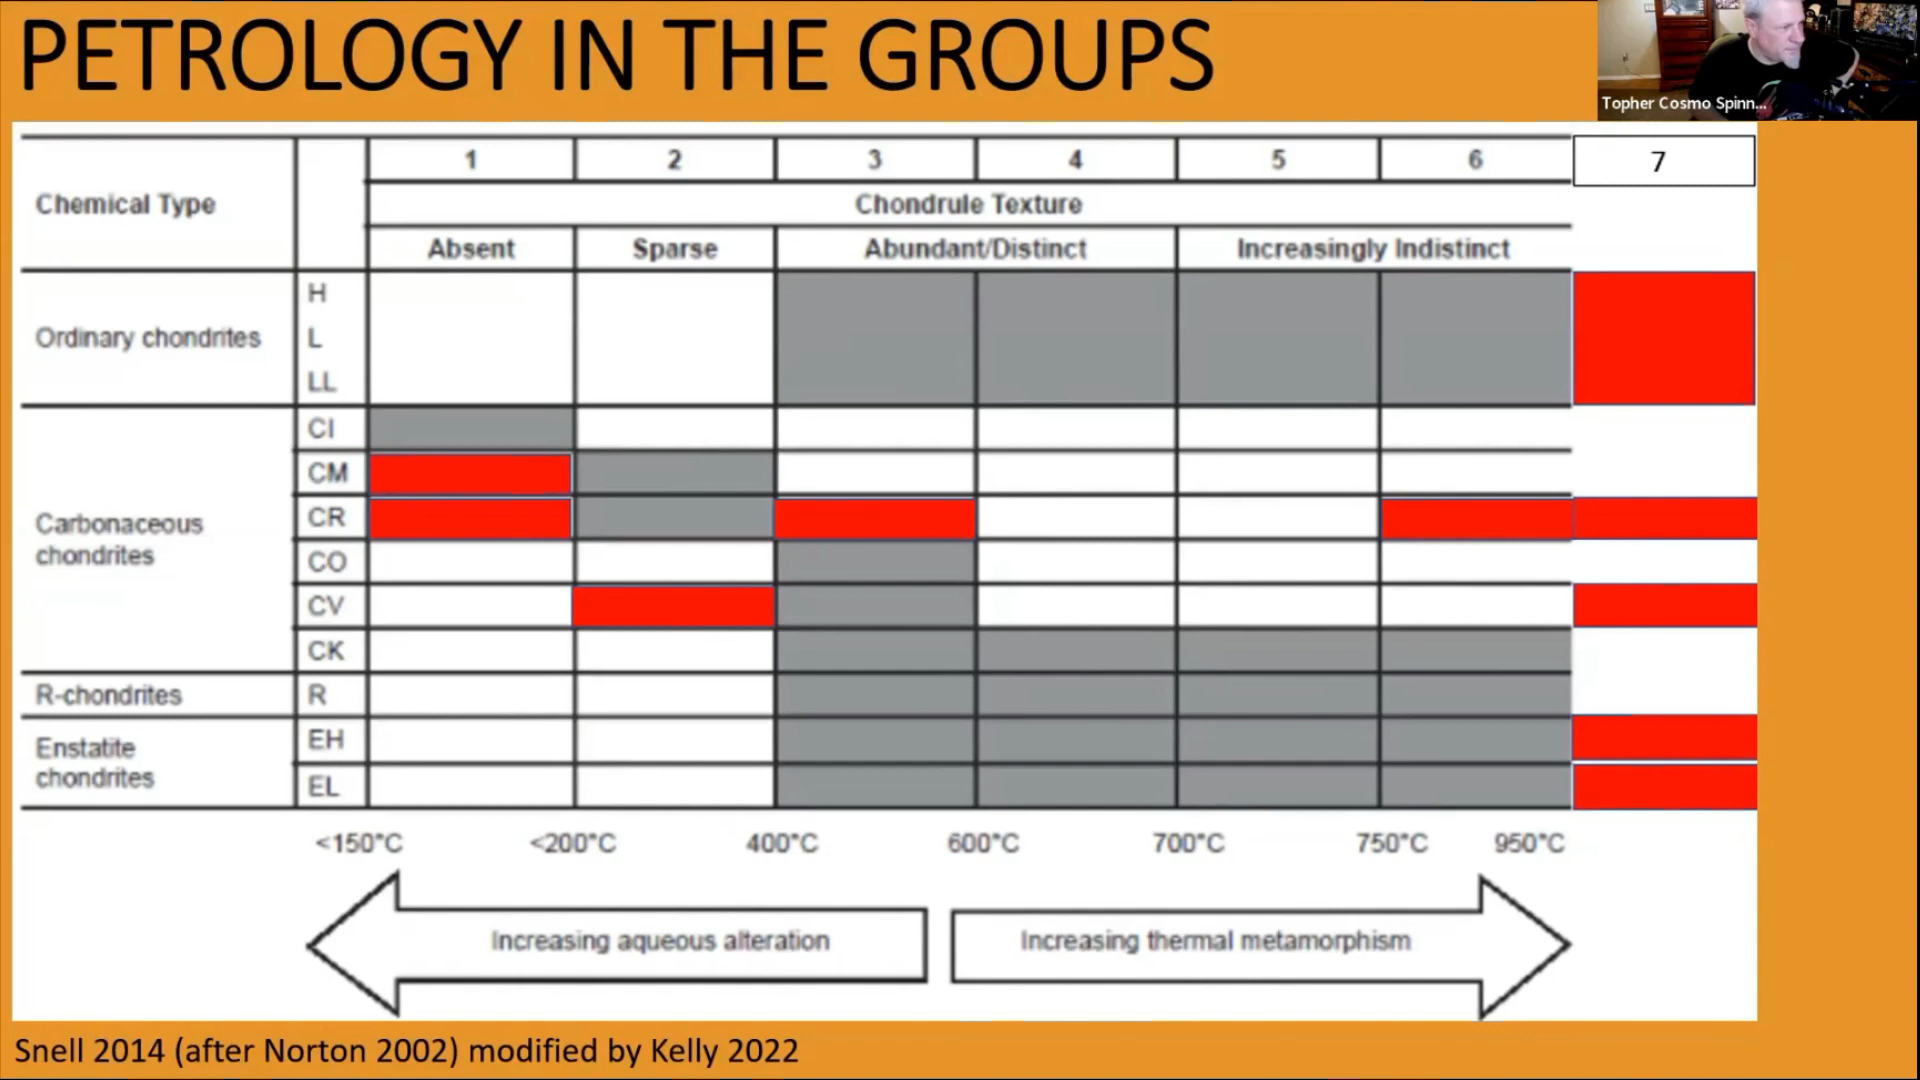 PETROLOGY IN THE GROUPS
Topher Cosmo Spinn...
1 2 3 4 5 6 7
Chemical Type
Chondrule Texture
Absent Sparse Abundant/Distinct Increasingly Indistinct
Ordinary chondrites
H
L
LL
Carbonaceous
chondrites
CI
CM
CR
CO
CV
CK
R-chondrites R
Enstatite
chondrites
EH
EL
<150°C <200°C 400°C 600°C 700°C 750°C 950°C
Increasing aqueous alteration
Increasing thermal metamorphism
Snell 2014 (after Norton 2002) modified by Kelly 2022